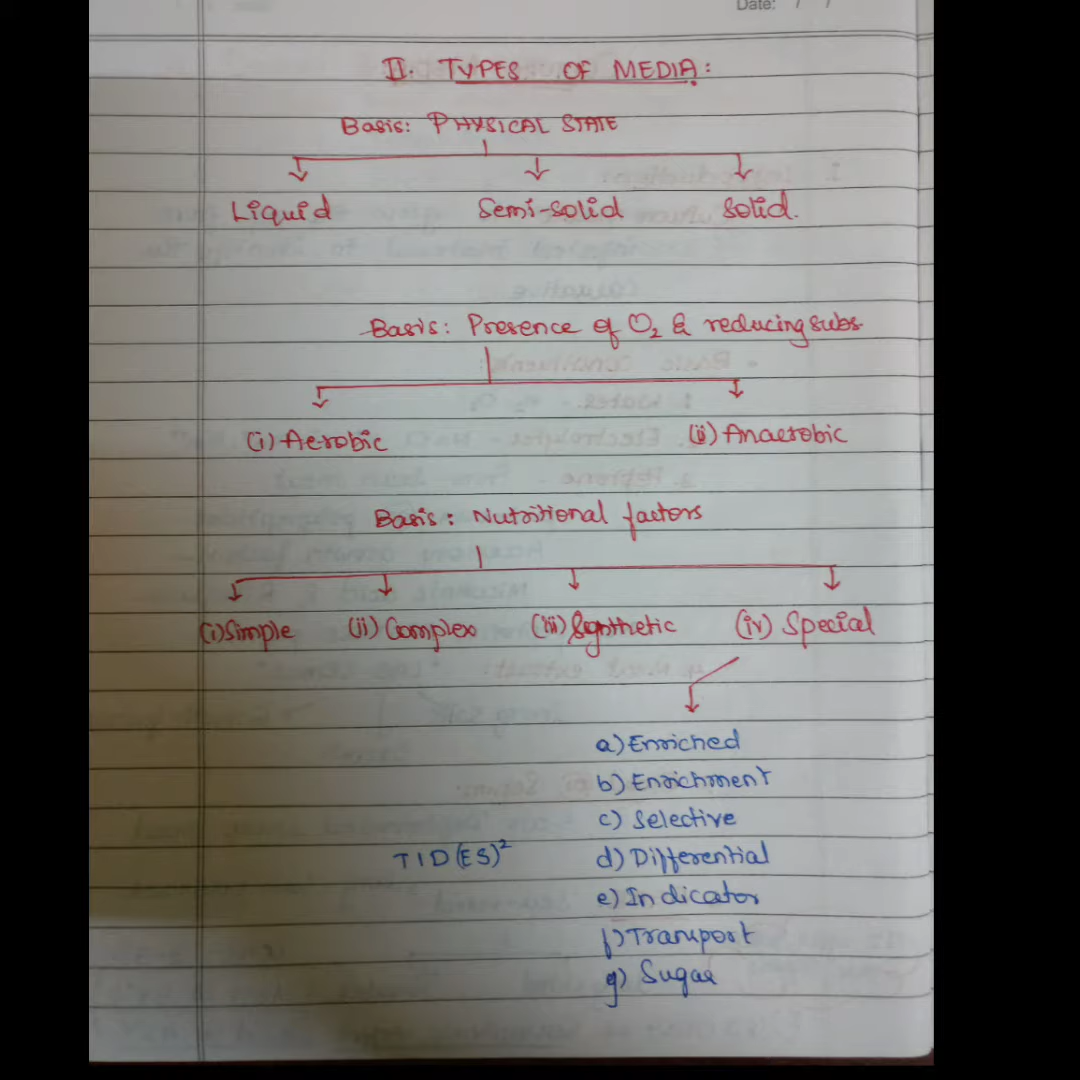 Date: / /
II. TYPES OF MEDIA:
Basis: PHYSICAL STATE
Liquid Semi-solid Solid.
Basis: Presence of O₂ & reducing subs.
(i) Aerobic (ii) Anaerobic
Basis: Nutritional factors
(i) Simple (ii) Complex (iii) Synthetic (iv) Special
a) Enriched
b) Enrichment
c) Selective
TID(ES)² d) Differential
e) Indicator
f) Transport
g) Sugar